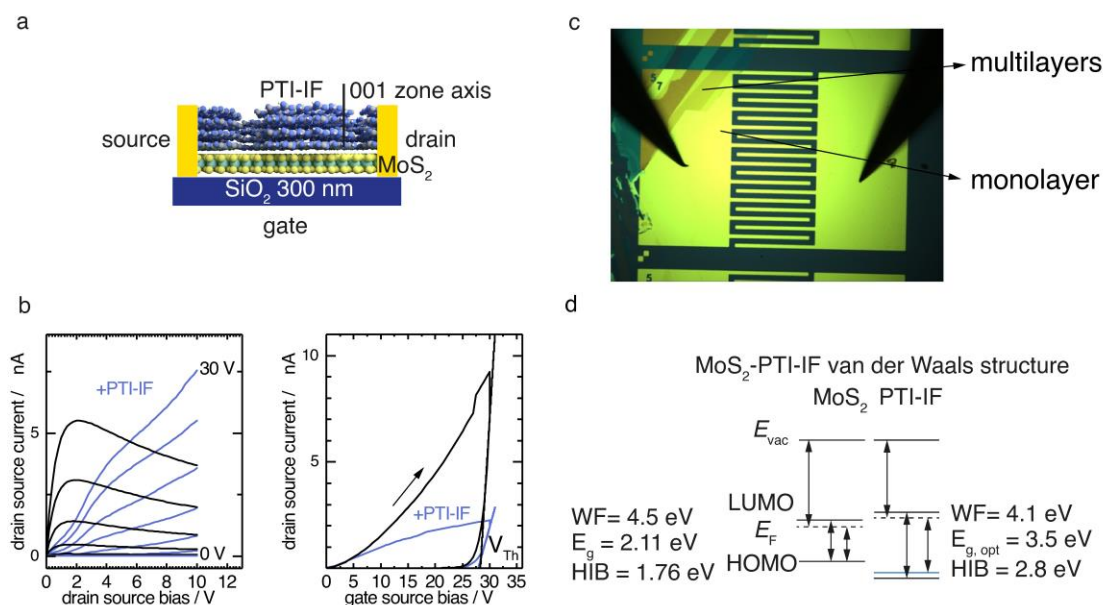 a
PTI-IF
001 zone axis
source
drain
MoS2
SiO2 300 nm
gate
b
drain source current / nA
5
0
+PTI-IF
30 V
0 V
0 2 4 6 8 10 12
drain source bias / V
drain source current / nA
10
5
+PTI-IF
VTh
0 5 10 15 20 25 30 35
gate source bias / V
c
multilayers
monolayer
5
7
5
d
MoS2-PTI-IF van der Waals structure
MoS2 PTI-IF
Evac
LUMO
EF
HOMO
WF= 4.5 eV
Eg = 2.11 eV
HIB = 1.76 eV
WF= 4.1 eV
Eg, opt = 3.5 eV
HIB = 2.8 eV